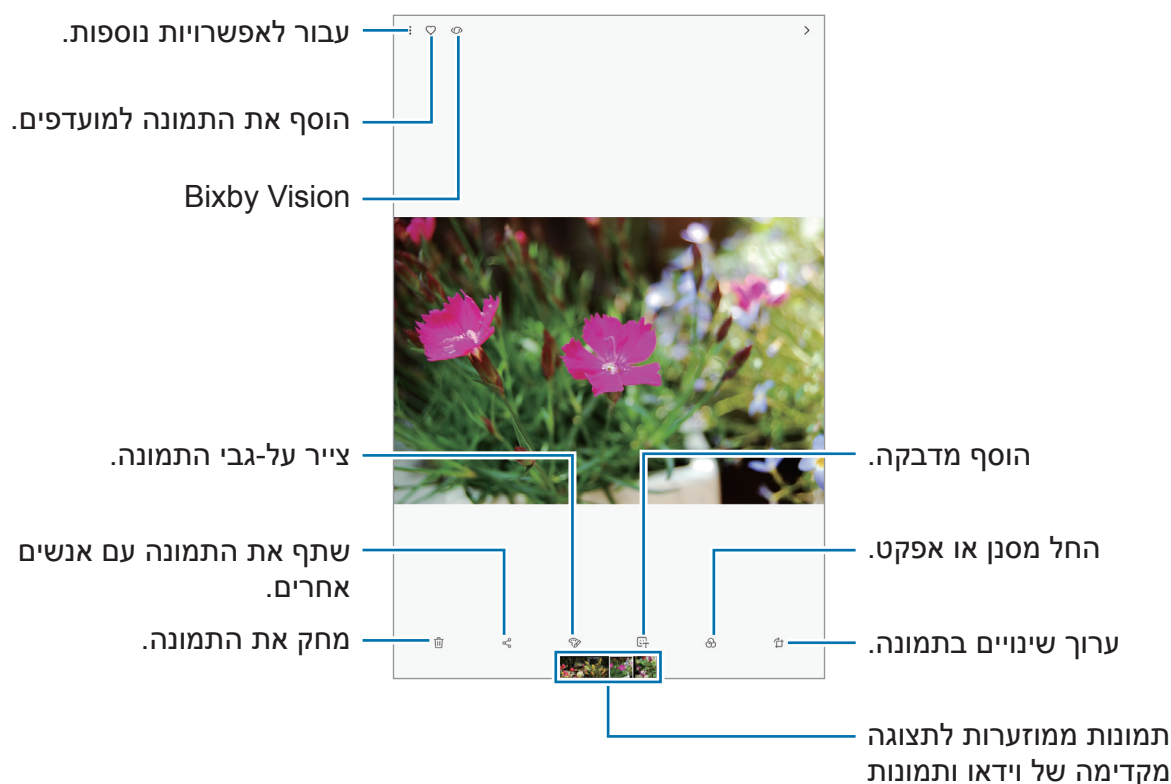 עבור לאפשרויות נוספות.
הוסף את התמונה למועדפים.
Bixby Vision
צייר על-גבי התמונה.
הוסף מדבקה.
שתף את התמונה עם אנשים
אחרים.
החל מסנן או אפקט.
מחק את התמונה.
ערוך שינויים בתמונה.
תמונות ממוזערות לתצוגה
מקדימה של וידאו ותמונות